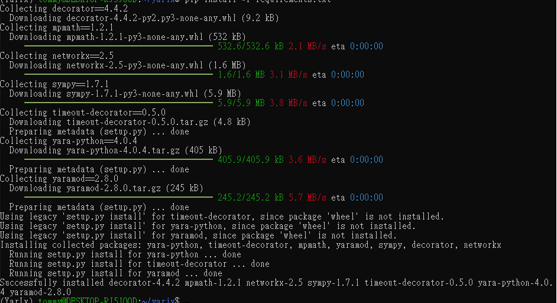 (Yarix) tommy@DESKTOP-RI5100D:~/yarix$ pip install -r requirements.txt
Collecting decorator==4.4.2
Downloading decorator-4.4.2-py2.py3-none-any.whl (9.2 kB)
Collecting mpmath==1.2.1
Downloading mpmath-1.2.1-py3-none-any.whl (532 kB)
532.6/532.6 kB 2.1 MB/s eta 0:00:00
Collecting networkx==2.5
Downloading networkx-2.5-py3-none-any.whl (1.6 MB)
1.6/1.6 MB 3.1 MB/s eta 0:00:00
Collecting sympy==1.7.1
Downloading sympy-1.7.1-py3-none-any.whl (5.9 MB)
5.9/5.9 MB 3.8 MB/s eta 0:00:00
Collecting timeout-decorator==0.5.0
Downloading timeout-decorator-0.5.0.tar.gz (4.8 kB)
Preparing metadata (setup.py) ... done
Collecting yara-python==4.0.4
Downloading yara-python-4.0.4.tar.gz (405 kB)
405.9/405.9 kB 3.6 MB/s eta 0:00:00
Preparing metadata (setup.py) ... done
Collecting yaramod==2.8.0
Downloading yaramod-2.8.0.tar.gz (245 kB)
245.2/245.2 kB 5.7 MB/s eta 0:00:00
Preparing metadata (setup.py) ... done
Using legacy 'setup.py install' for timeout-decorator, since package 'wheel' is not installed.
Using legacy 'setup.py install' for yara-python, since package 'wheel' is not installed.
Using legacy 'setup.py install' for yaramod, since package 'wheel' is not installed.
Installing collected packages: yara-python, timeout-decorator, mpmath, yaramod, sympy, decorator, networkx
Running setup.py install for yara-python ... done
Running setup.py install for timeout-decorator ... done
Running setup.py install for yaramod ... done
Successfully installed decorator-4.4.2 mpmath-1.2.1 networkx-2.5 sympy-1.7.1 timeout-decorator-0.5.0 yara-python-4.0.
4 yaramod-2.8.0
(Yarix) tommy@DESKTOP-RI5100D:~/yarix$